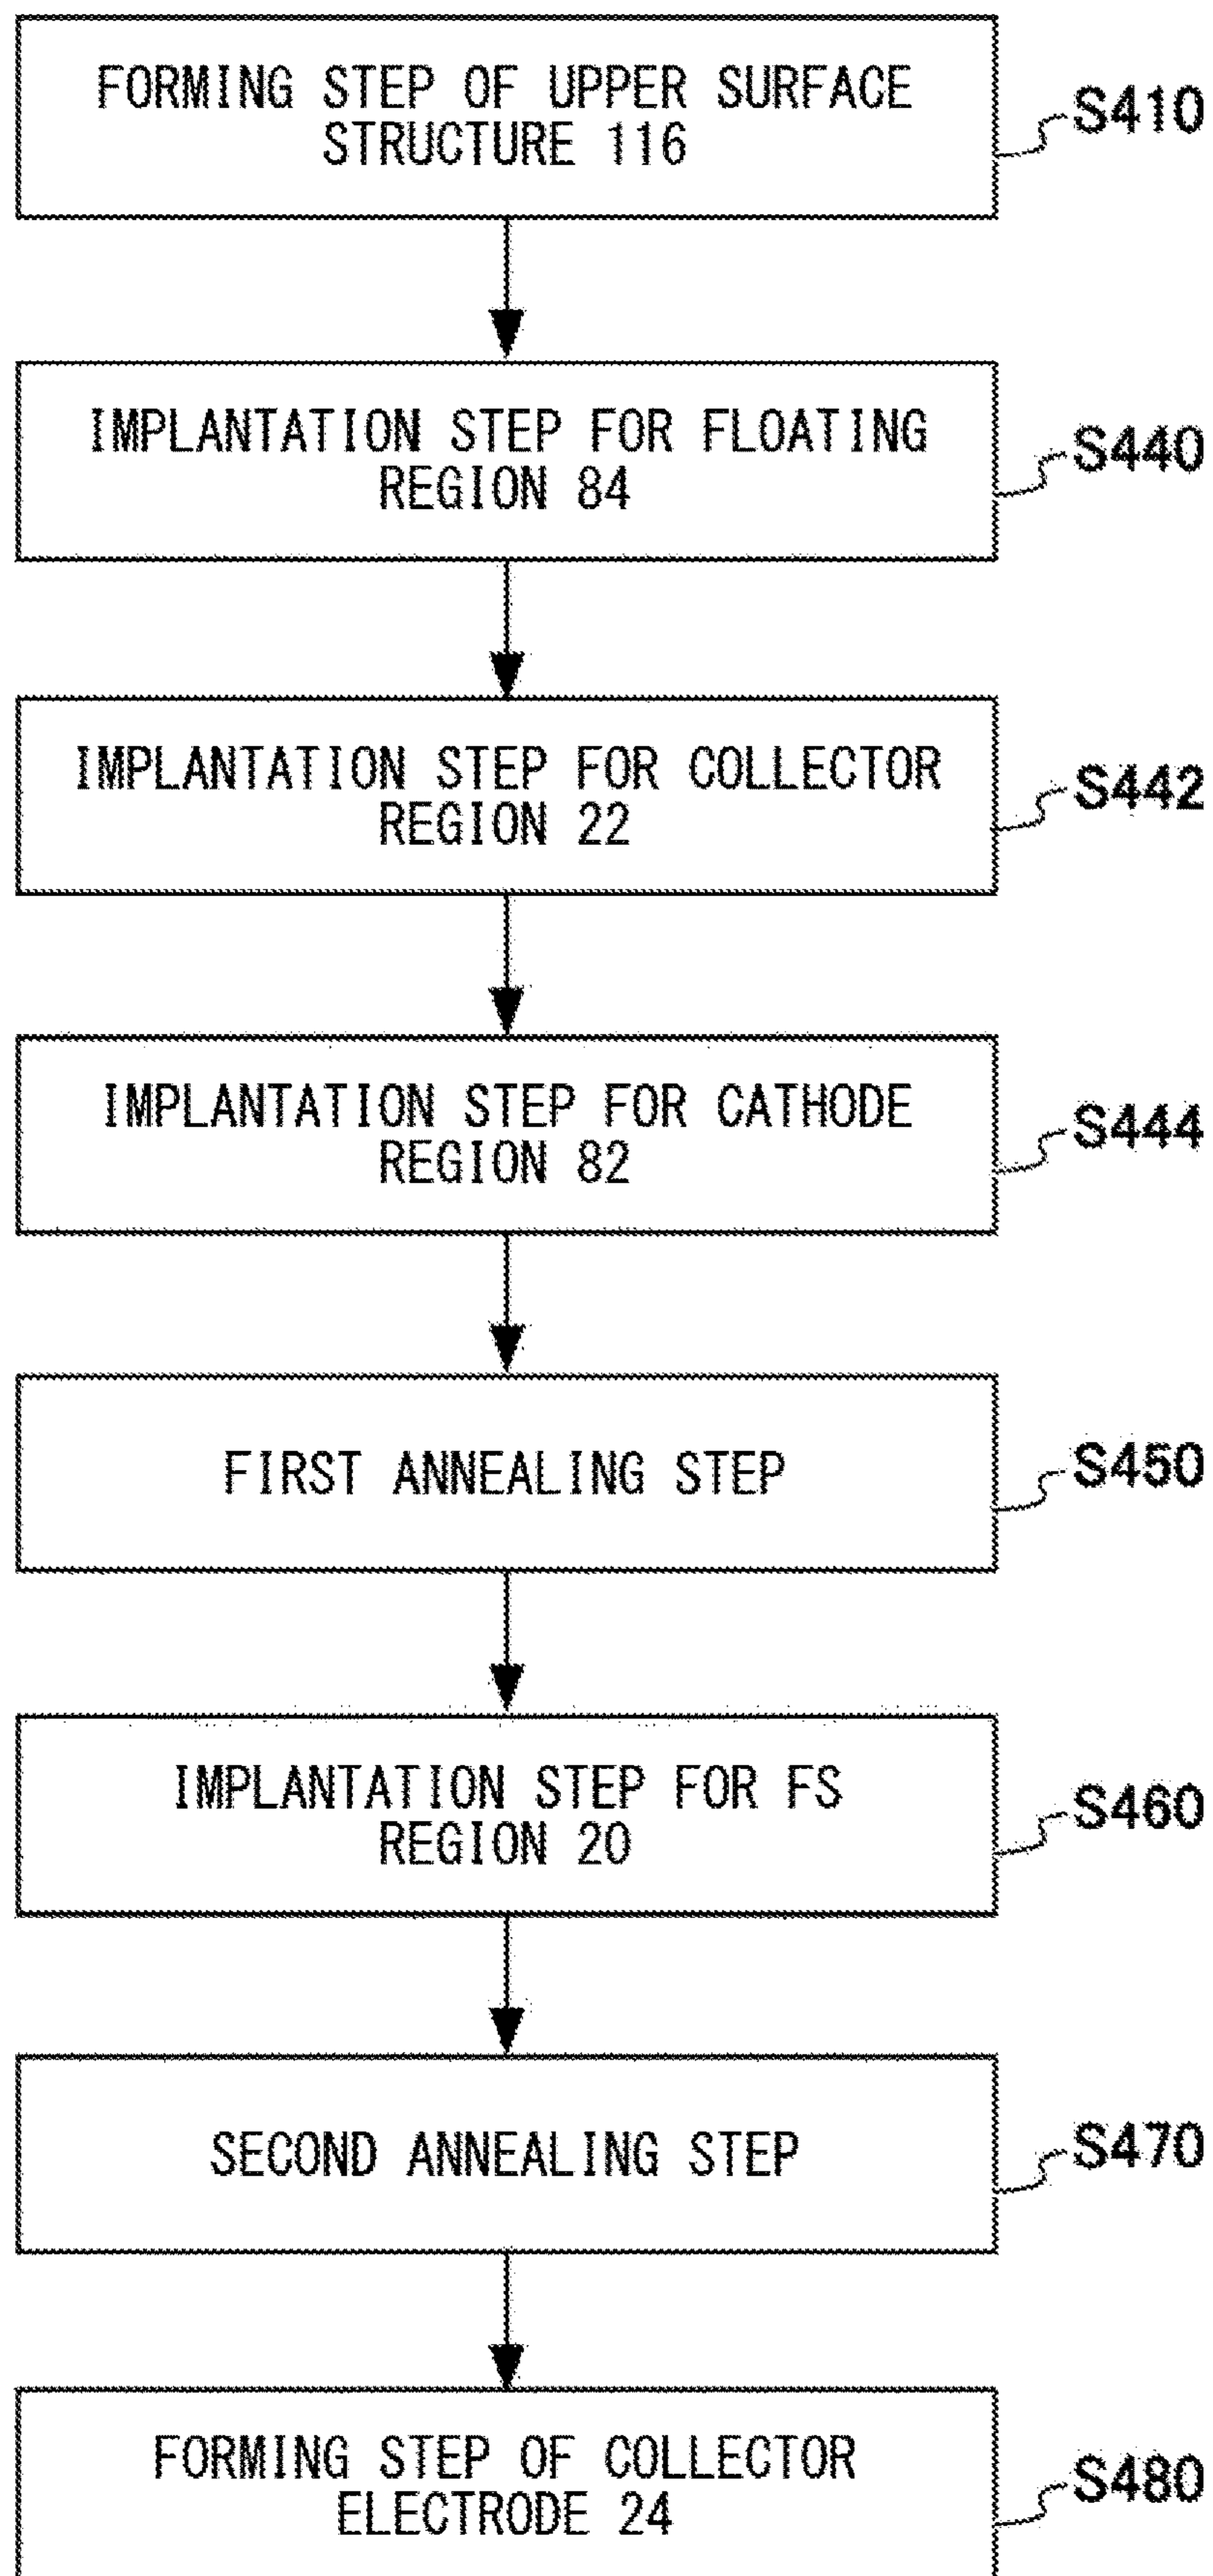 FORMING STEP OF UPPER SURFACE
STRUCTURE 116
S410
IMPLANTATION STEP FOR FLOATING
REGION 84
S440
IMPLANTATION STEP FOR COLLECTOR
REGION 22
S442
IMPLANTATION STEP FOR CATHODE
REGION 82
S444
FIRST ANNEALING STEP
S450
IMPLANTATION STEP FOR FS
REGION 20
S460
SECOND ANNEALING STEP
S470
FORMING STEP OF COLLECTOR
ELECTRODE 24
S480